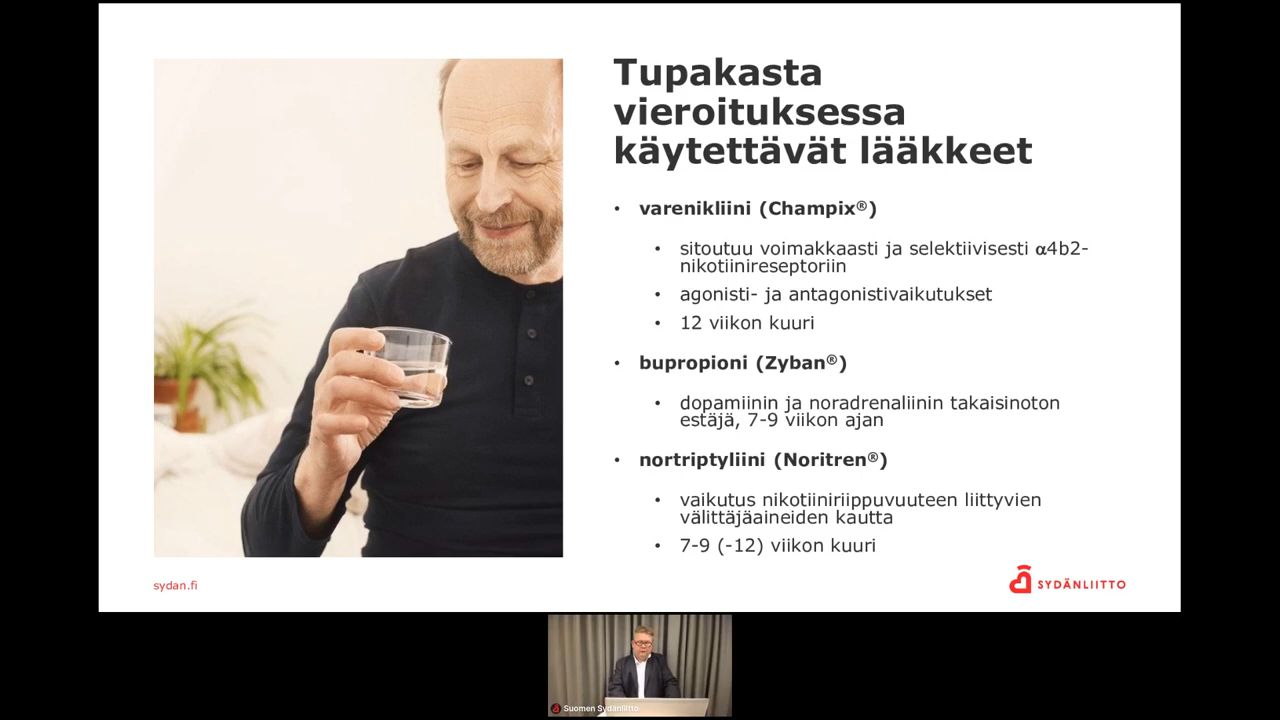 Tupakasta
vieroituksessa
käytettävät lääkkeet
• varenikliini (Champix®)
• sitoutuu voimakkaasti ja selektiivisesti α4b2-
nikotiinireseptoriin
• agonisti- ja antagonistivaikutukset
• 12 viikon kuuri
• bupropioni (Zyban®)
• dopamiinin ja noradrenaliinin takaisinoton
estäjä, 7-9 viikon ajan
• nortriptyliini (Noritren®)
• vaikutus nikotiiniriippuvuuteen liittyvien
välittäjäaineiden kautta
• 7-9 (-12) viikon kuuri
sydan.fi
SYDÄNLIITTO
Suomen Sydänliitto